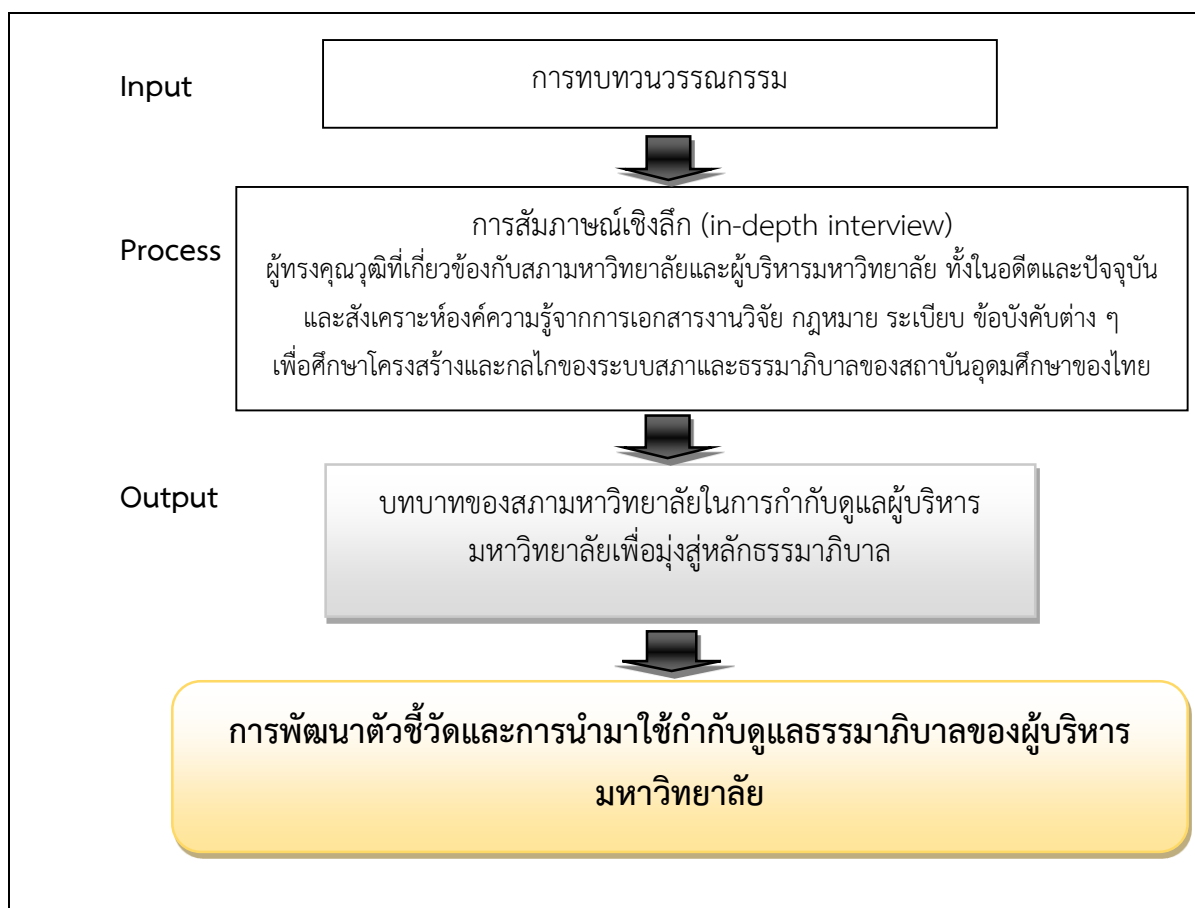 Input
การทบทวนวรรณกรรม
Process
การสัมภาษณ์เชิงลึก (in-depth interview)
ผู้ทรงคุณวุฒิที่เกี่ยวข้องกับสภามหาวิทยาลัยและผู้บริหารมหาวิทยาลัย ทั้งในอดีตและปัจจุบัน
และสังเคราะห์องค์ความรู้จากการเอกสารงานวิจัย กฎหมาย ระเบียบ ข้อบังคับต่าง ๆ
เพื่อศึกษาโครงสร้างและกลไกของระบบสภาและธรรมาภิบาลของสถาบันอุดมศึกษาของไทย
Output
บทบาทของสภามหาวิทยาลัยในการกำกับดูแลผู้บริหาร
มหาวิทยาลัยเพื่อมุ่งสู่หลักธรรมาภิบาล
การพัฒนาตัวชี้วัดและการนำมาใช้กำกับดูแลธรรมาภิบาลของผู้บริหาร
มหาวิทยาลัย